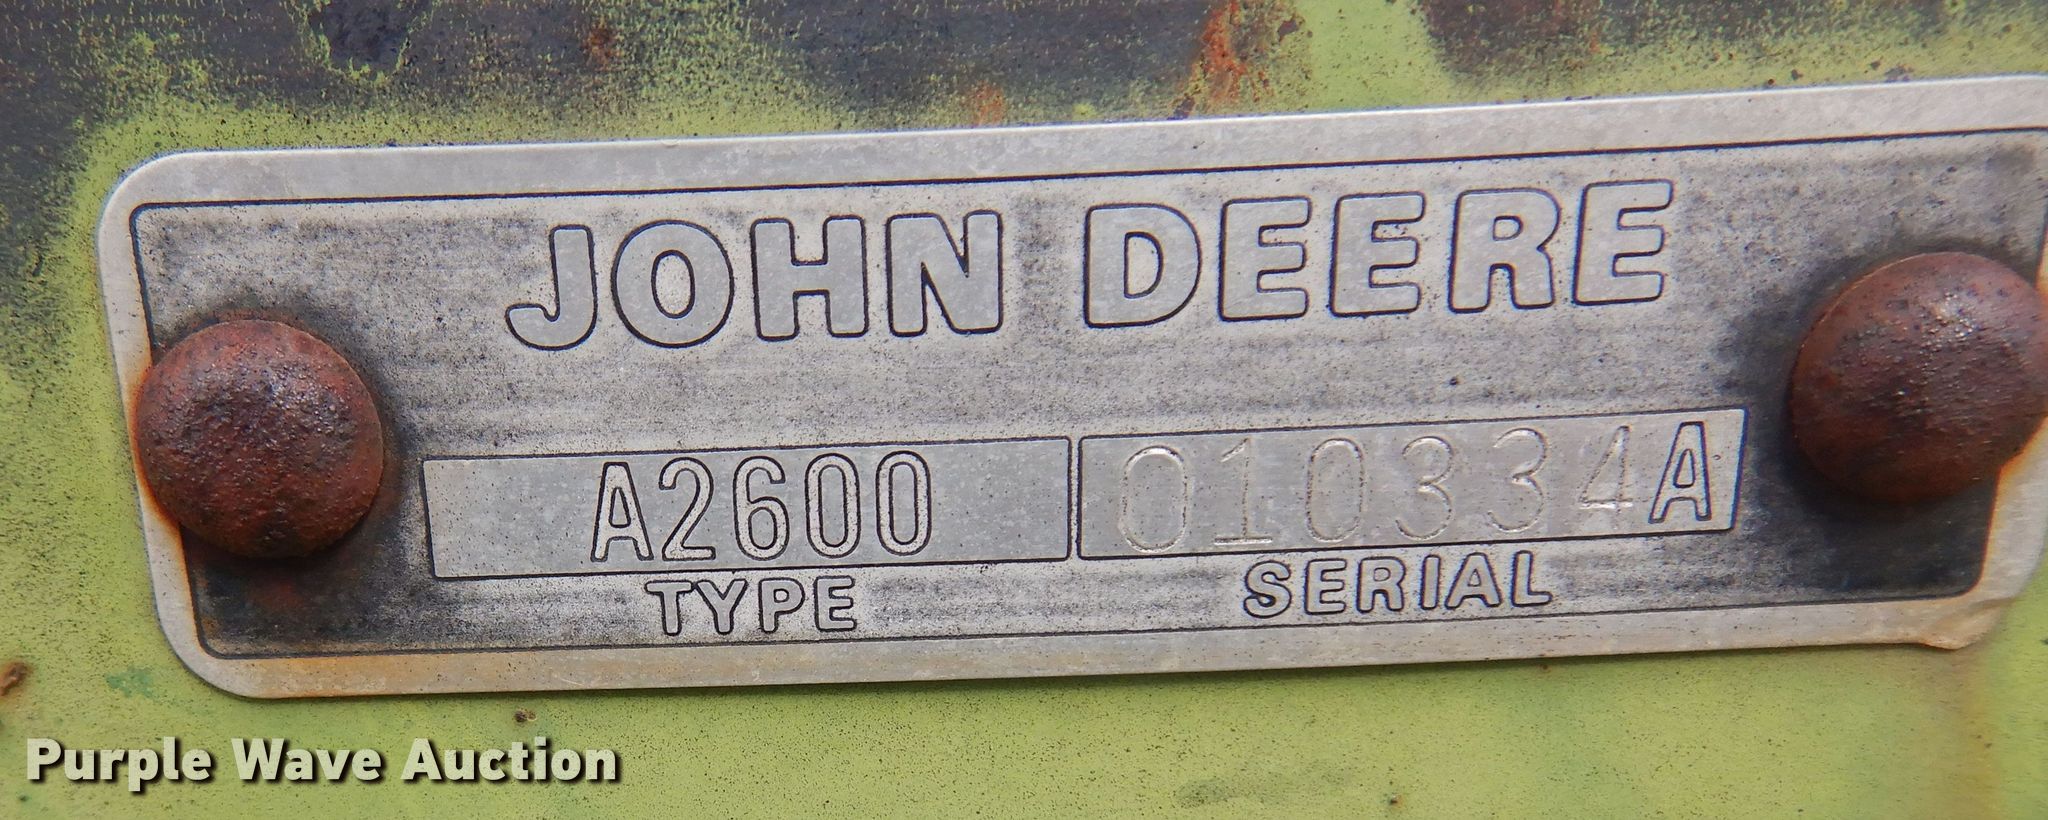 JOHN DEERE
A2600 010334A
TYPE SERIAL
Purple Wave Auction